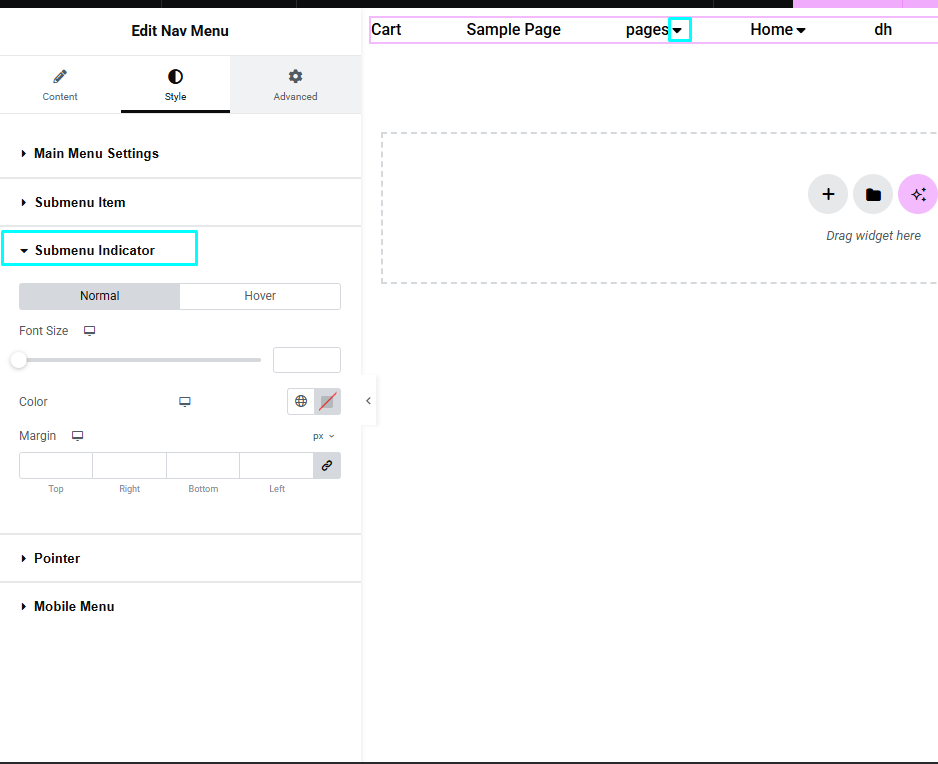 Edit Nav Menu
Cart Sample Page pages Home dh
Content Style Advanced
Main Menu Settings
Submenu Item
Submenu Indicator
Normal Hover
Font Size
Color
Margin px
Top Right Bottom Left
Pointer
Mobile Menu
Drag widget here